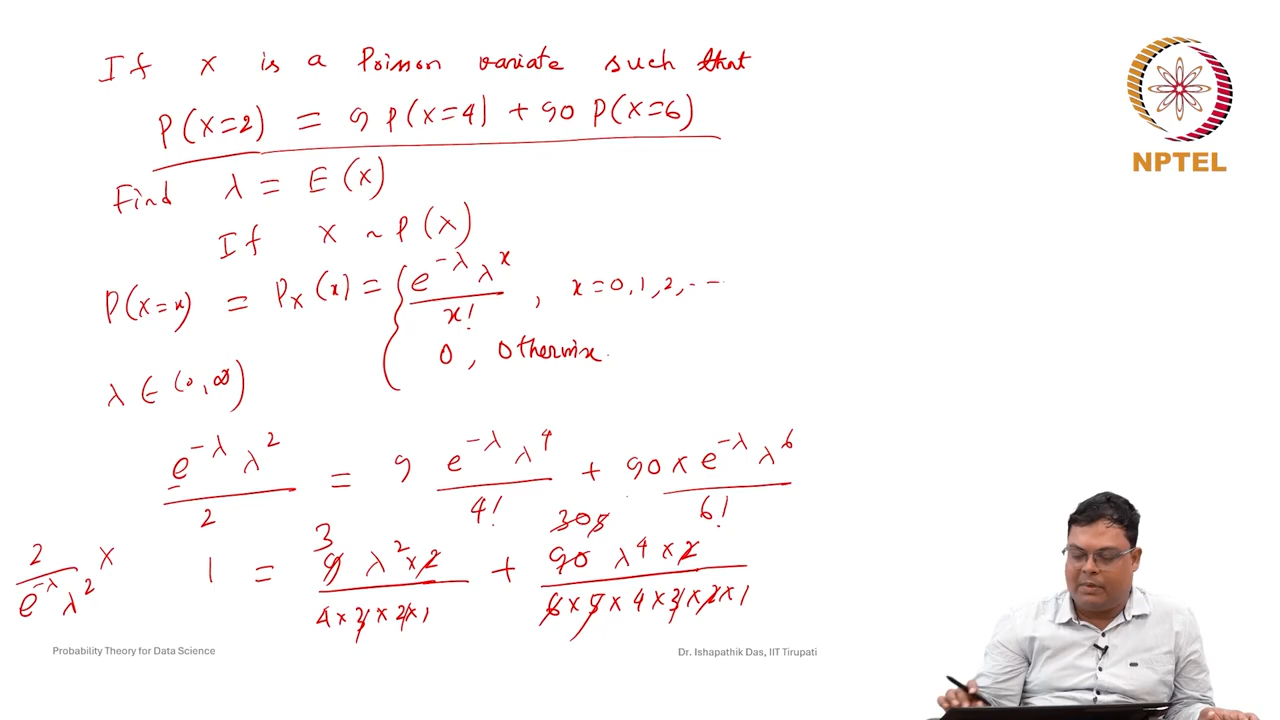 If x is a Poisson variate such that
P(X=2) = 9 P(X=4) + 90 P(X=6)
Find λ = E(X)
If X ~ P(λ)
P(X=x) = P_X(x) = { e^{-λ} λ^x / x! , x = 0, 1, 2, - - -
0, Otherwise.
λ ∈ (0, ∞)
e^{-λ} λ^2 / 2 = 9 e^{-λ} λ^4 / 4! + 90 × e^{-λ} λ^6 / 6!
3
2 / e^{-λ} λ^2 × 1 = 9 λ^2 × 2 / 4×3×2×1 + 90 λ^4 × 2 / 6×5×4×3×2×1
NPTEL
Probability Theory for Data Science
Dr. Ishapathik Das, IIT Tirupati